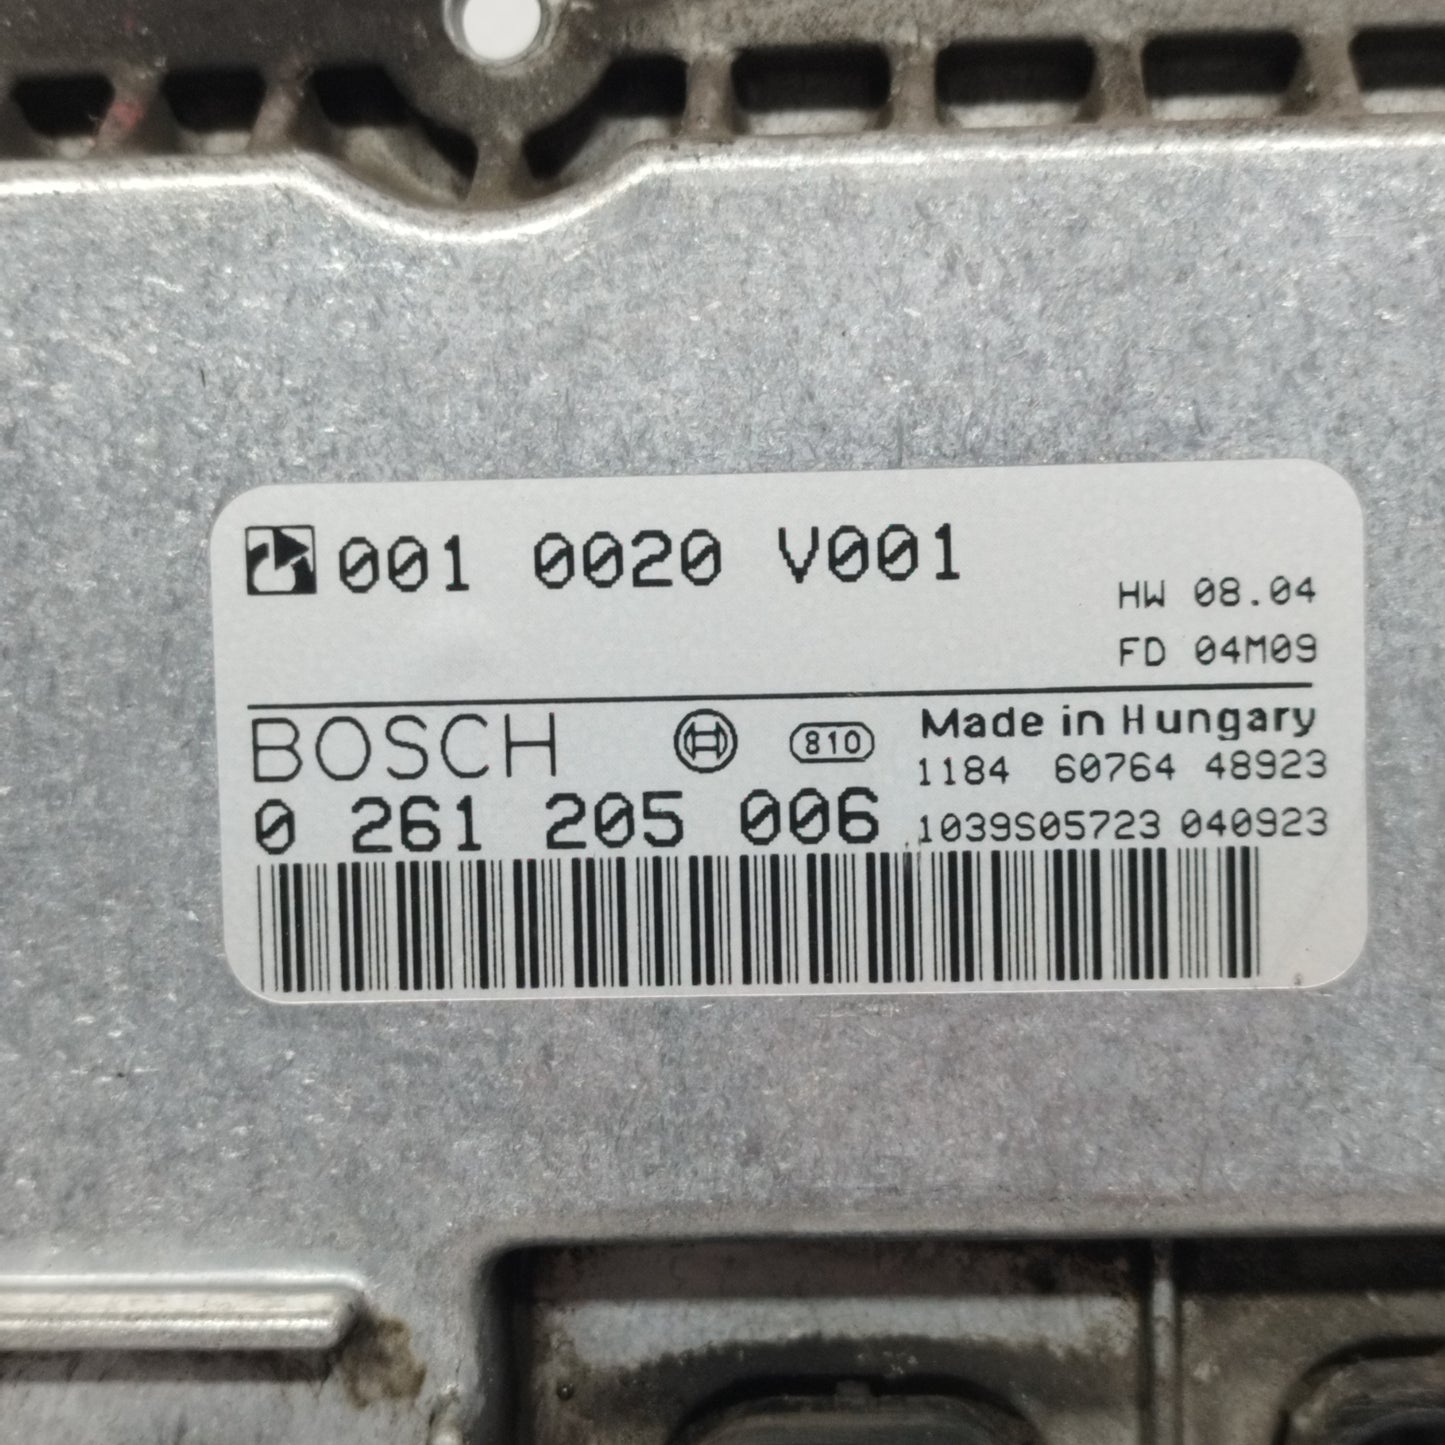 001 0020 V001
HW 08.04
FD 04M09
BOSCH 810 Made in Hungary
1184 60764 48923
0 261 205 006 1039S05723 040923